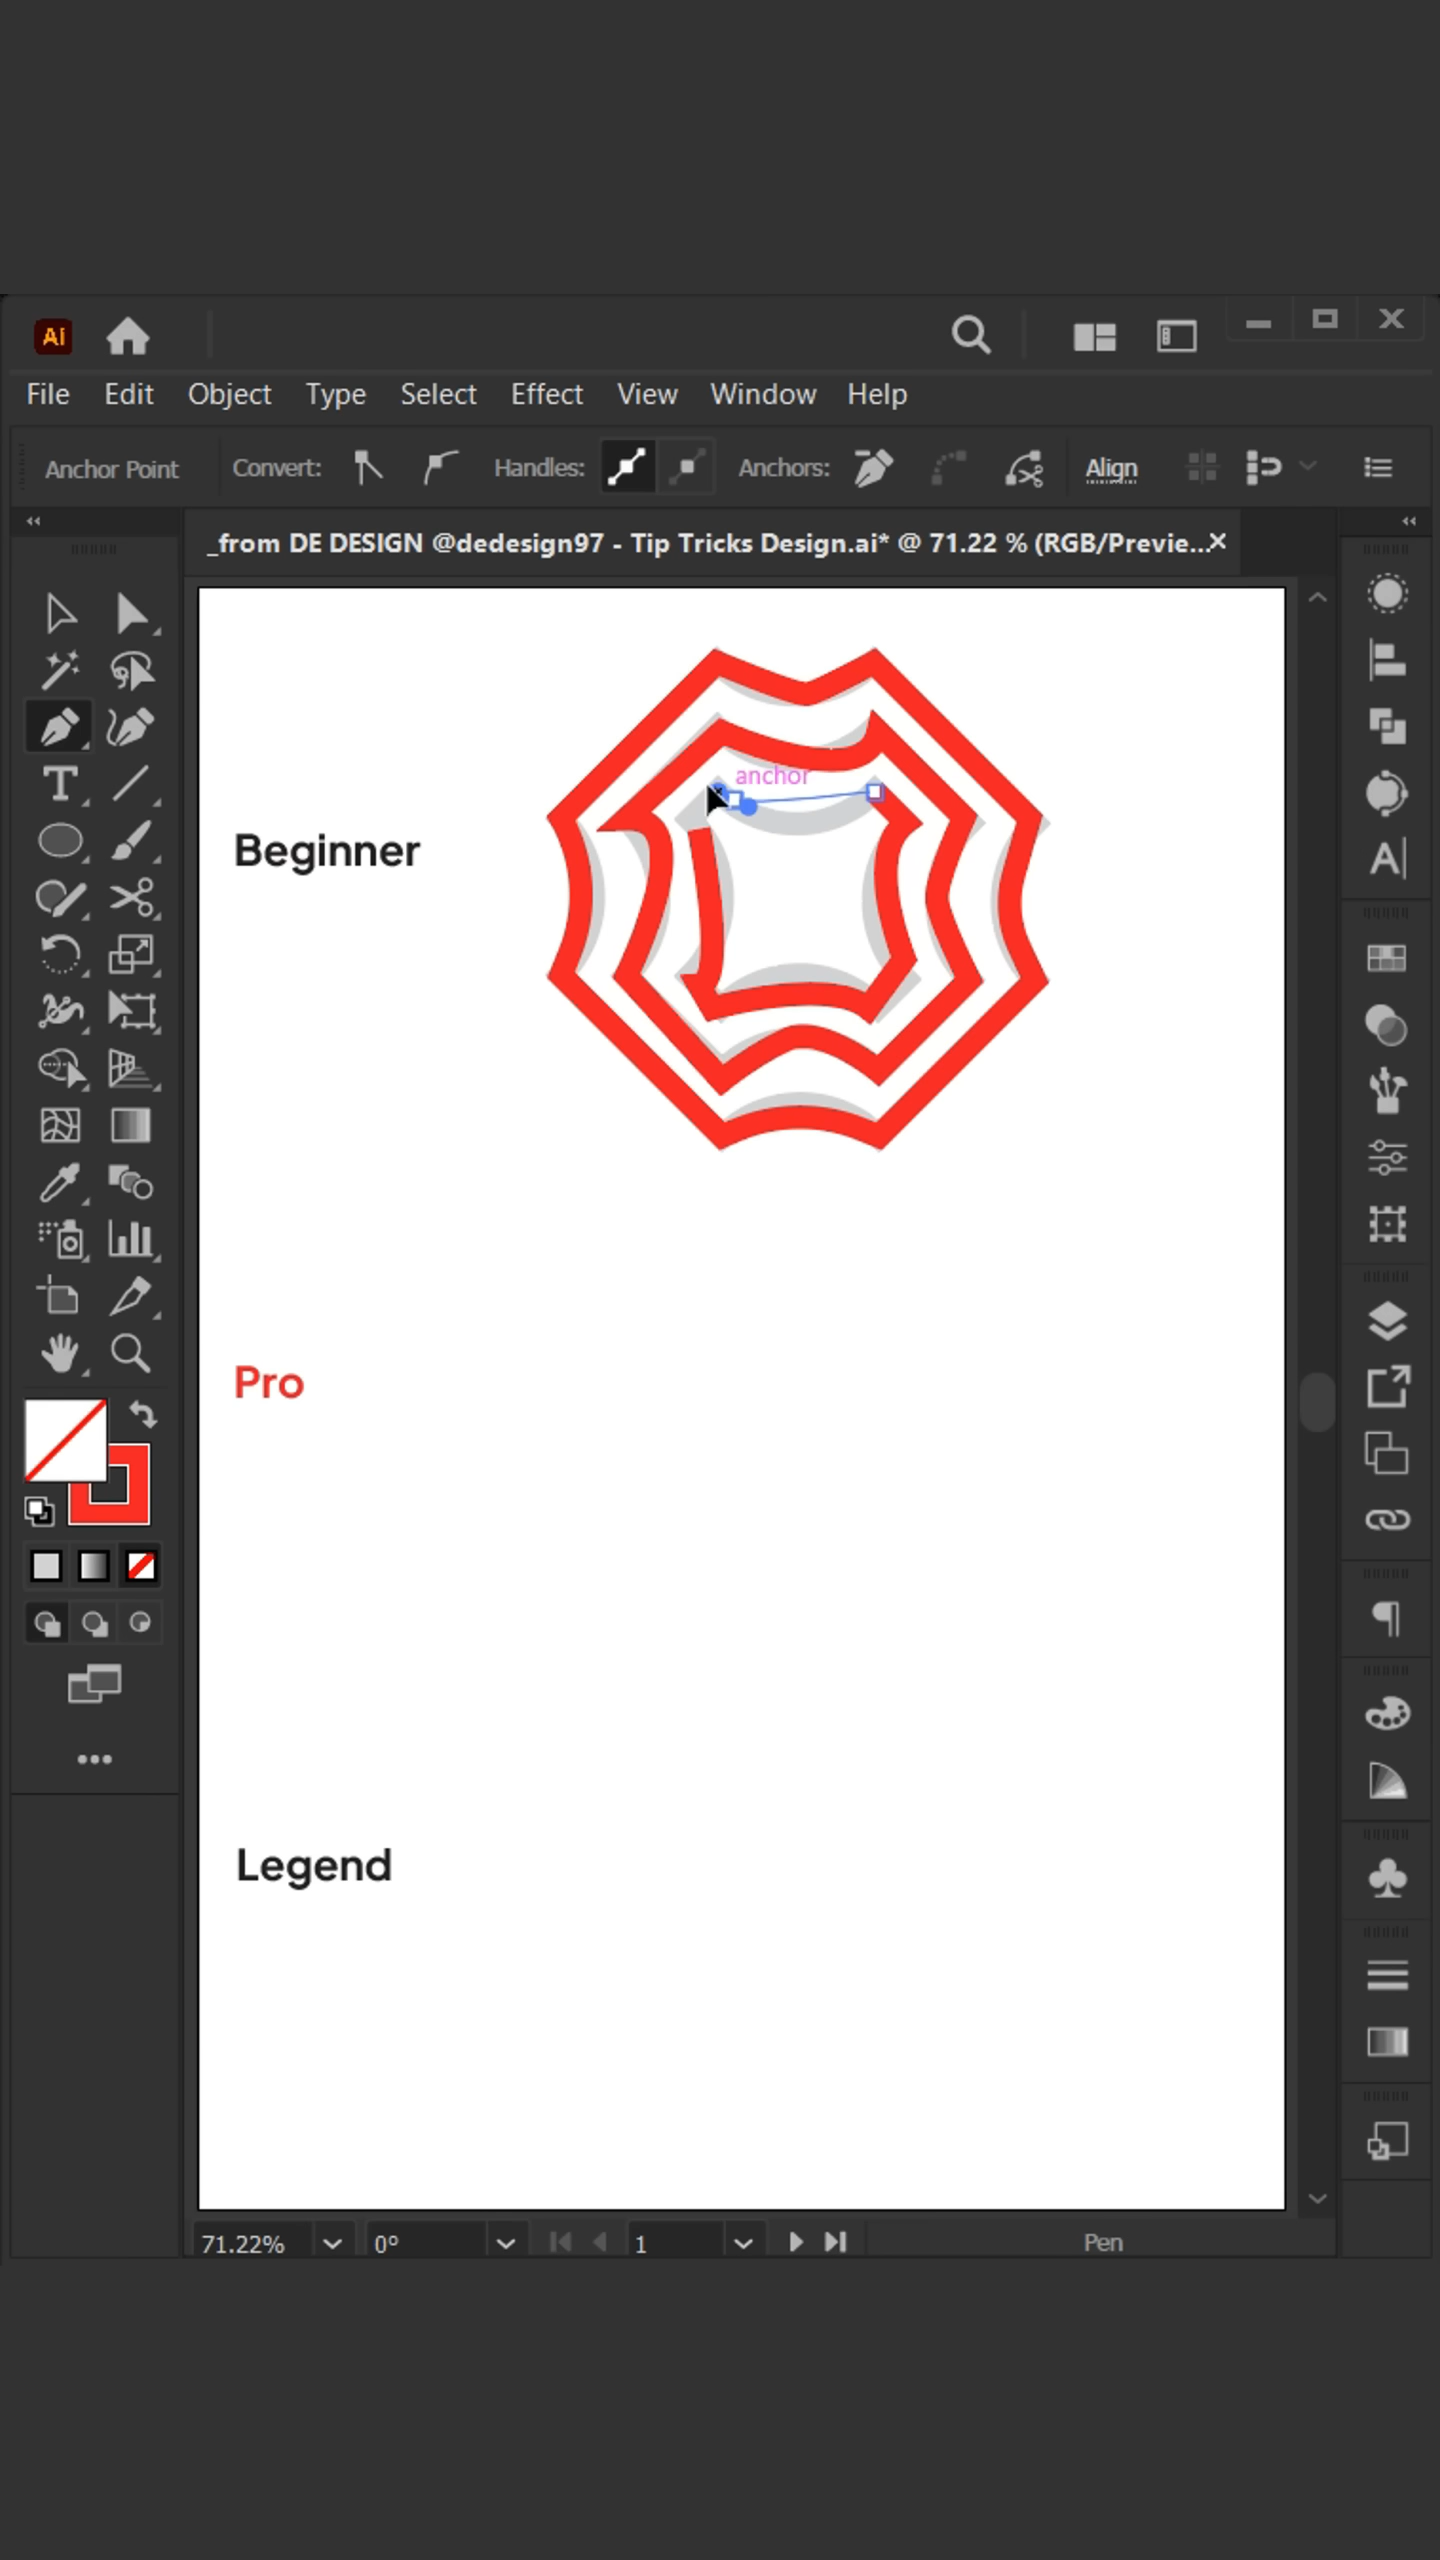 Ai
File Edit Object Type Select Effect View Window Help
Anchor Point Convert: Handles: Anchors: Align
_from DE DESIGN @dedesign97 - Tip Tricks Design.ai* @ 71.22 % (RGB/Previe...
anchor
Beginner
Pro
Legend
71.22% 0° 1 Pen